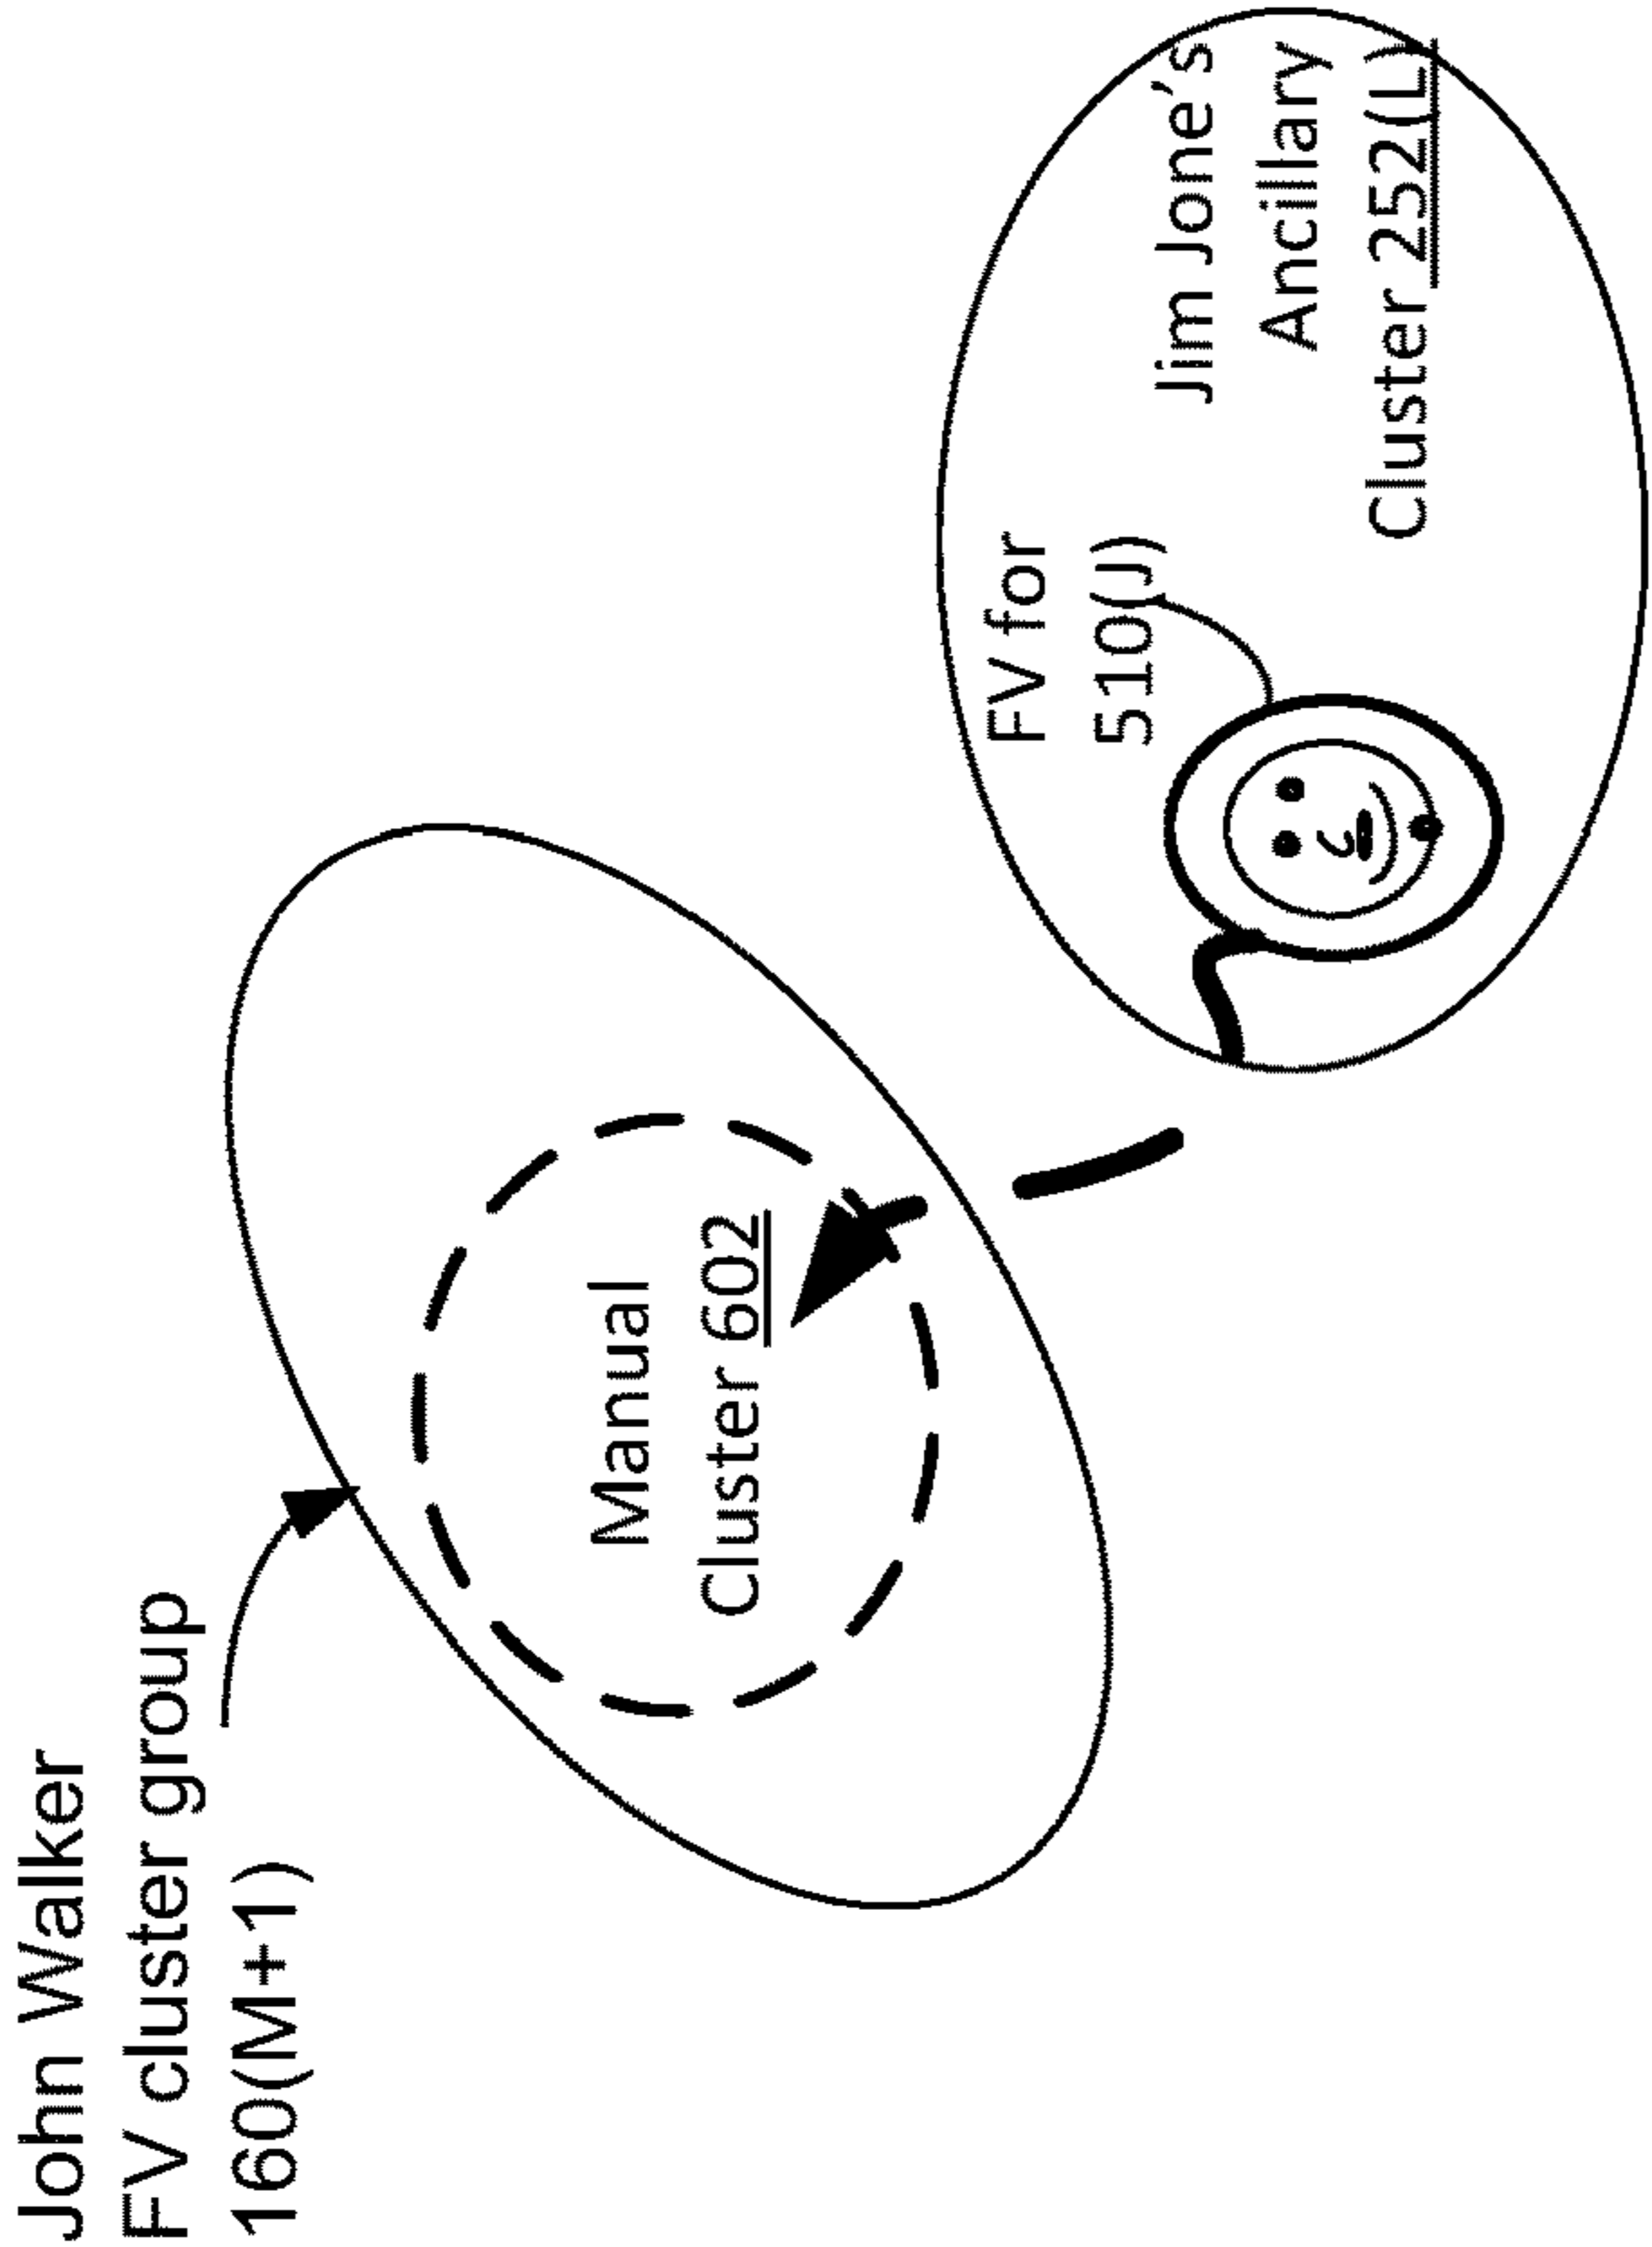 John Walker
FV cluster group
160(M+1)
Manual
Cluster 602
FV for
510(J)
Jim Jone's
Ancillary
Cluster 252(L)